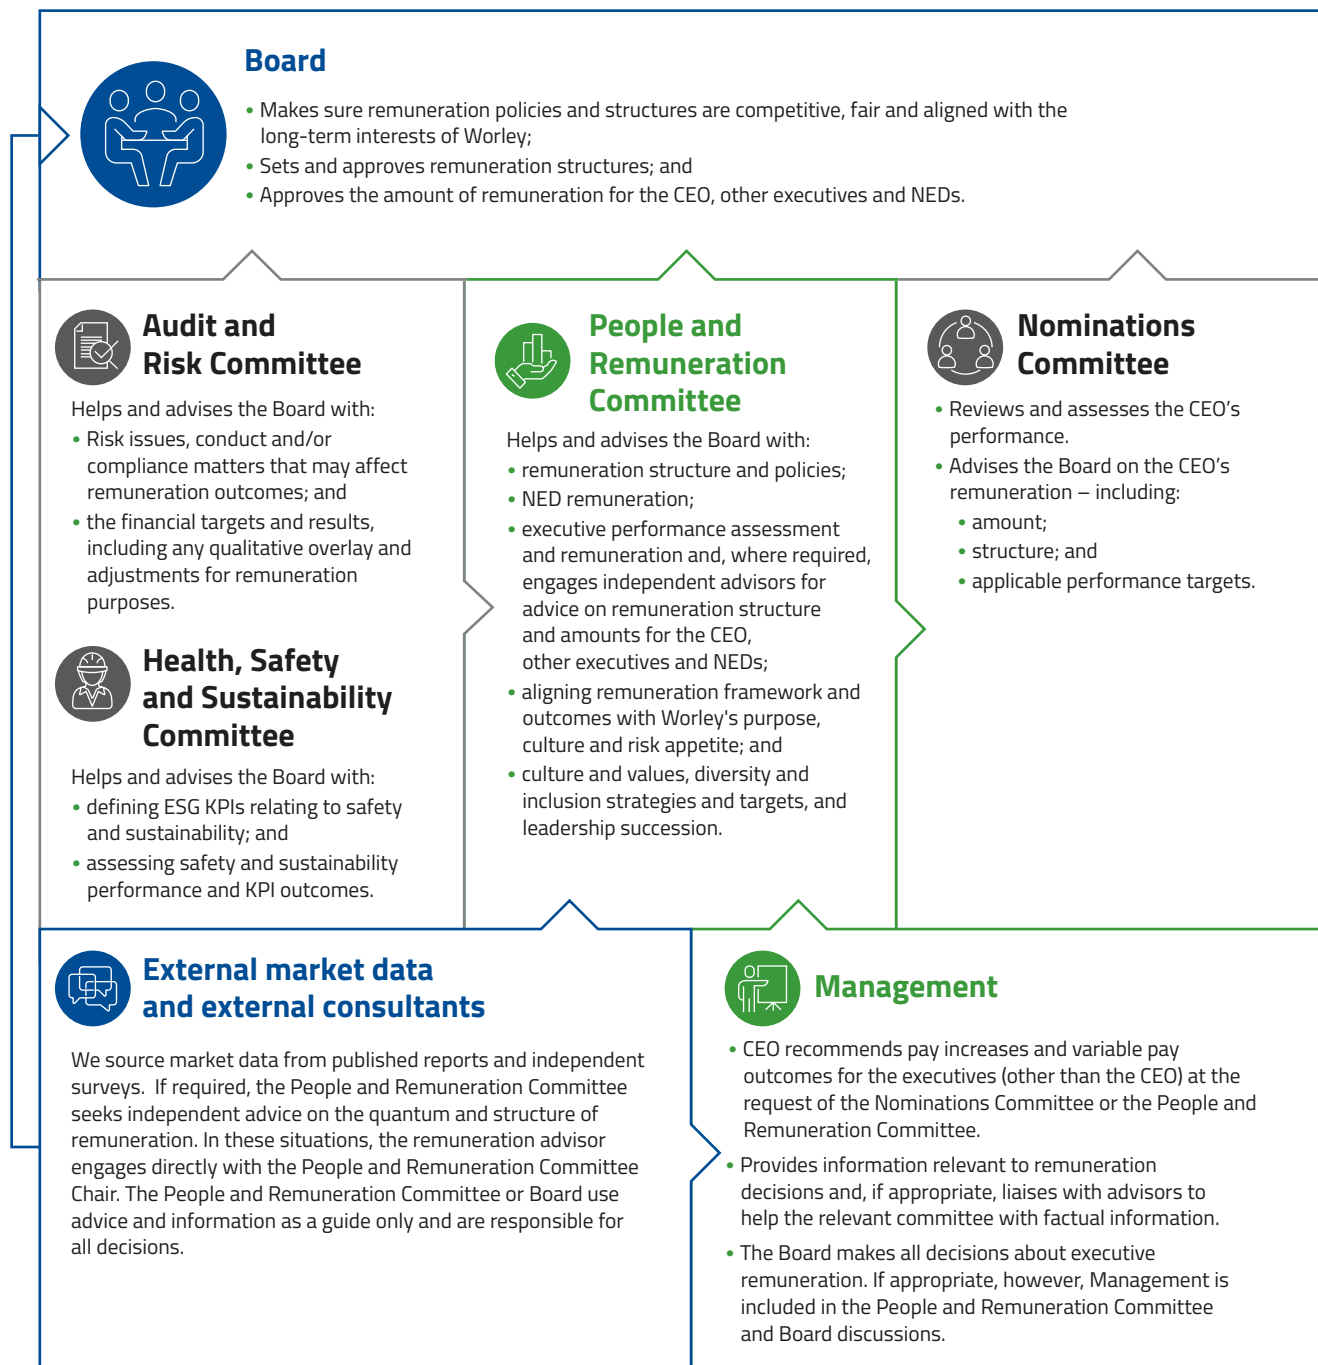 Board
• Makes sure remuneration policies and structures are competitive, fair and aligned with the
long-term interests of Worley;
• Sets and approves remuneration structures; and
• Approves the amount of remuneration for the CEO, other executives and NEDs.
Audit and
Risk Committee
Helps and advises the Board with:
• Risk issues, conduct and/or
compliance matters that may affect
remuneration outcomes; and
• the financial targets and results,
including any qualitative overlay and
adjustments for remuneration
purposes.
Health, Safety
and Sustainability
Committee
Helps and advises the Board with:
• defining ESG KPIs relating to safety
and sustainability; and
• assessing safety and sustainability
performance and KPI outcomes.
People and
Remuneration
Committee
Helps and advises the Board with:
• remuneration structure and policies;
• NED remuneration;
• executive performance assessment
and remuneration and, where required,
engages independent advisors for
advice on remuneration structure
and amounts for the CEO,
other executives and NEDs;
• aligning remuneration framework and
outcomes with Worley's purpose,
culture and risk appetite; and
• culture and values, diversity and
inclusion strategies and targets, and
leadership succession.
Nominations
Committee
• Reviews and assesses the CEO’s
performance.
• Advises the Board on the CEO’s
remuneration – including:
• amount;
• structure; and
• applicable performance targets.
External market data
and external consultants
We source market data from published reports and independent
surveys. If required, the People and Remuneration Committee
seeks independent advice on the quantum and structure of
remuneration. In these situations, the remuneration advisor
engages directly with the People and Remuneration Committee
Chair. The People and Remuneration Committee or Board use
advice and information as a guide only and are responsible for
all decisions.
Management
• CEO recommends pay increases and variable pay
outcomes for the executives (other than the CEO) at the
request of the Nominations Committee or the People and
Remuneration Committee.
• Provides information relevant to remuneration
decisions and, if appropriate, liaises with advisors to
help the relevant committee with factual information.
• The Board makes all decisions about executive
remuneration. If appropriate, however, Management is
included in the People and Remuneration Committee
and Board discussions.